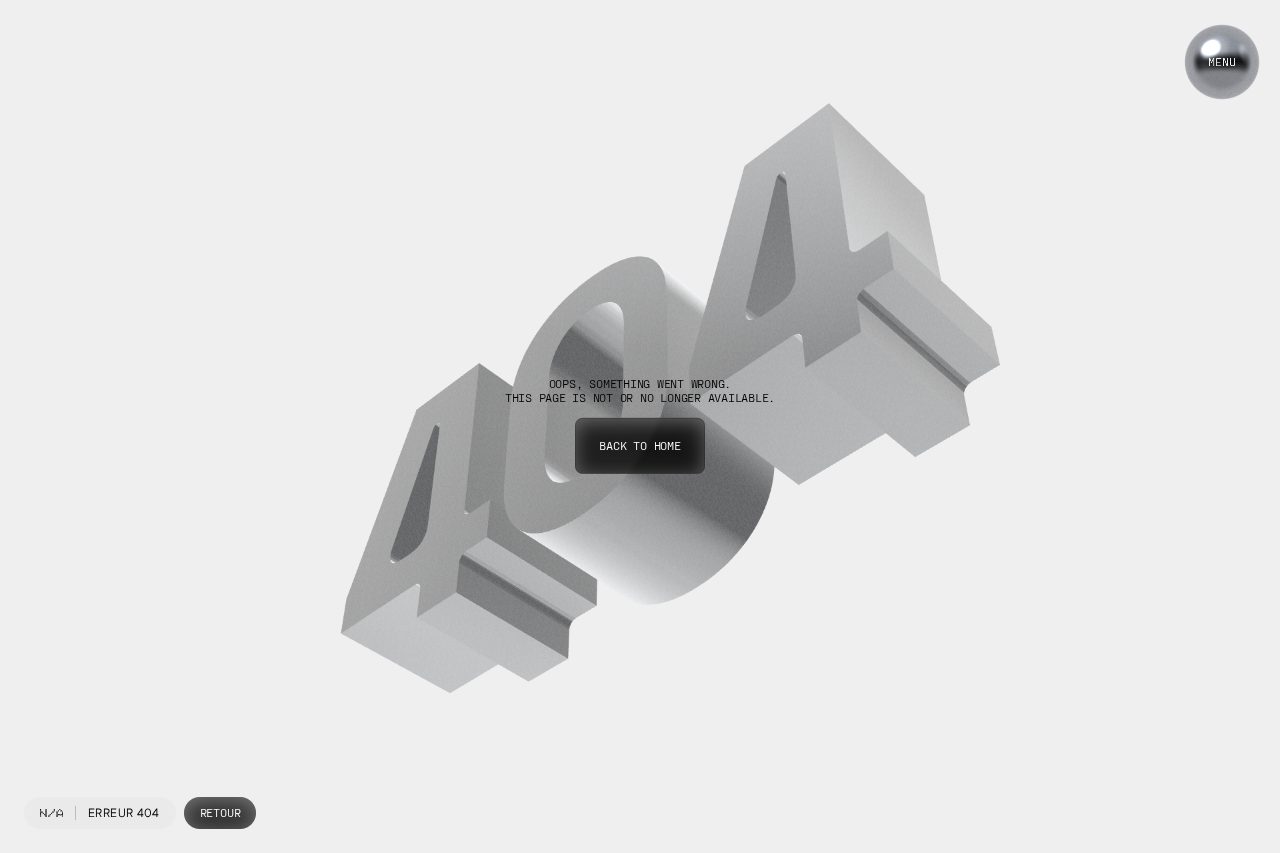 MENU
404
OOPS, SOMETHING WENT WRONG.
THIS PAGE IS NOT OR NO LONGER AVAILABLE.
BACK TO HOME
N/A
ERREUR 404
RETOUR